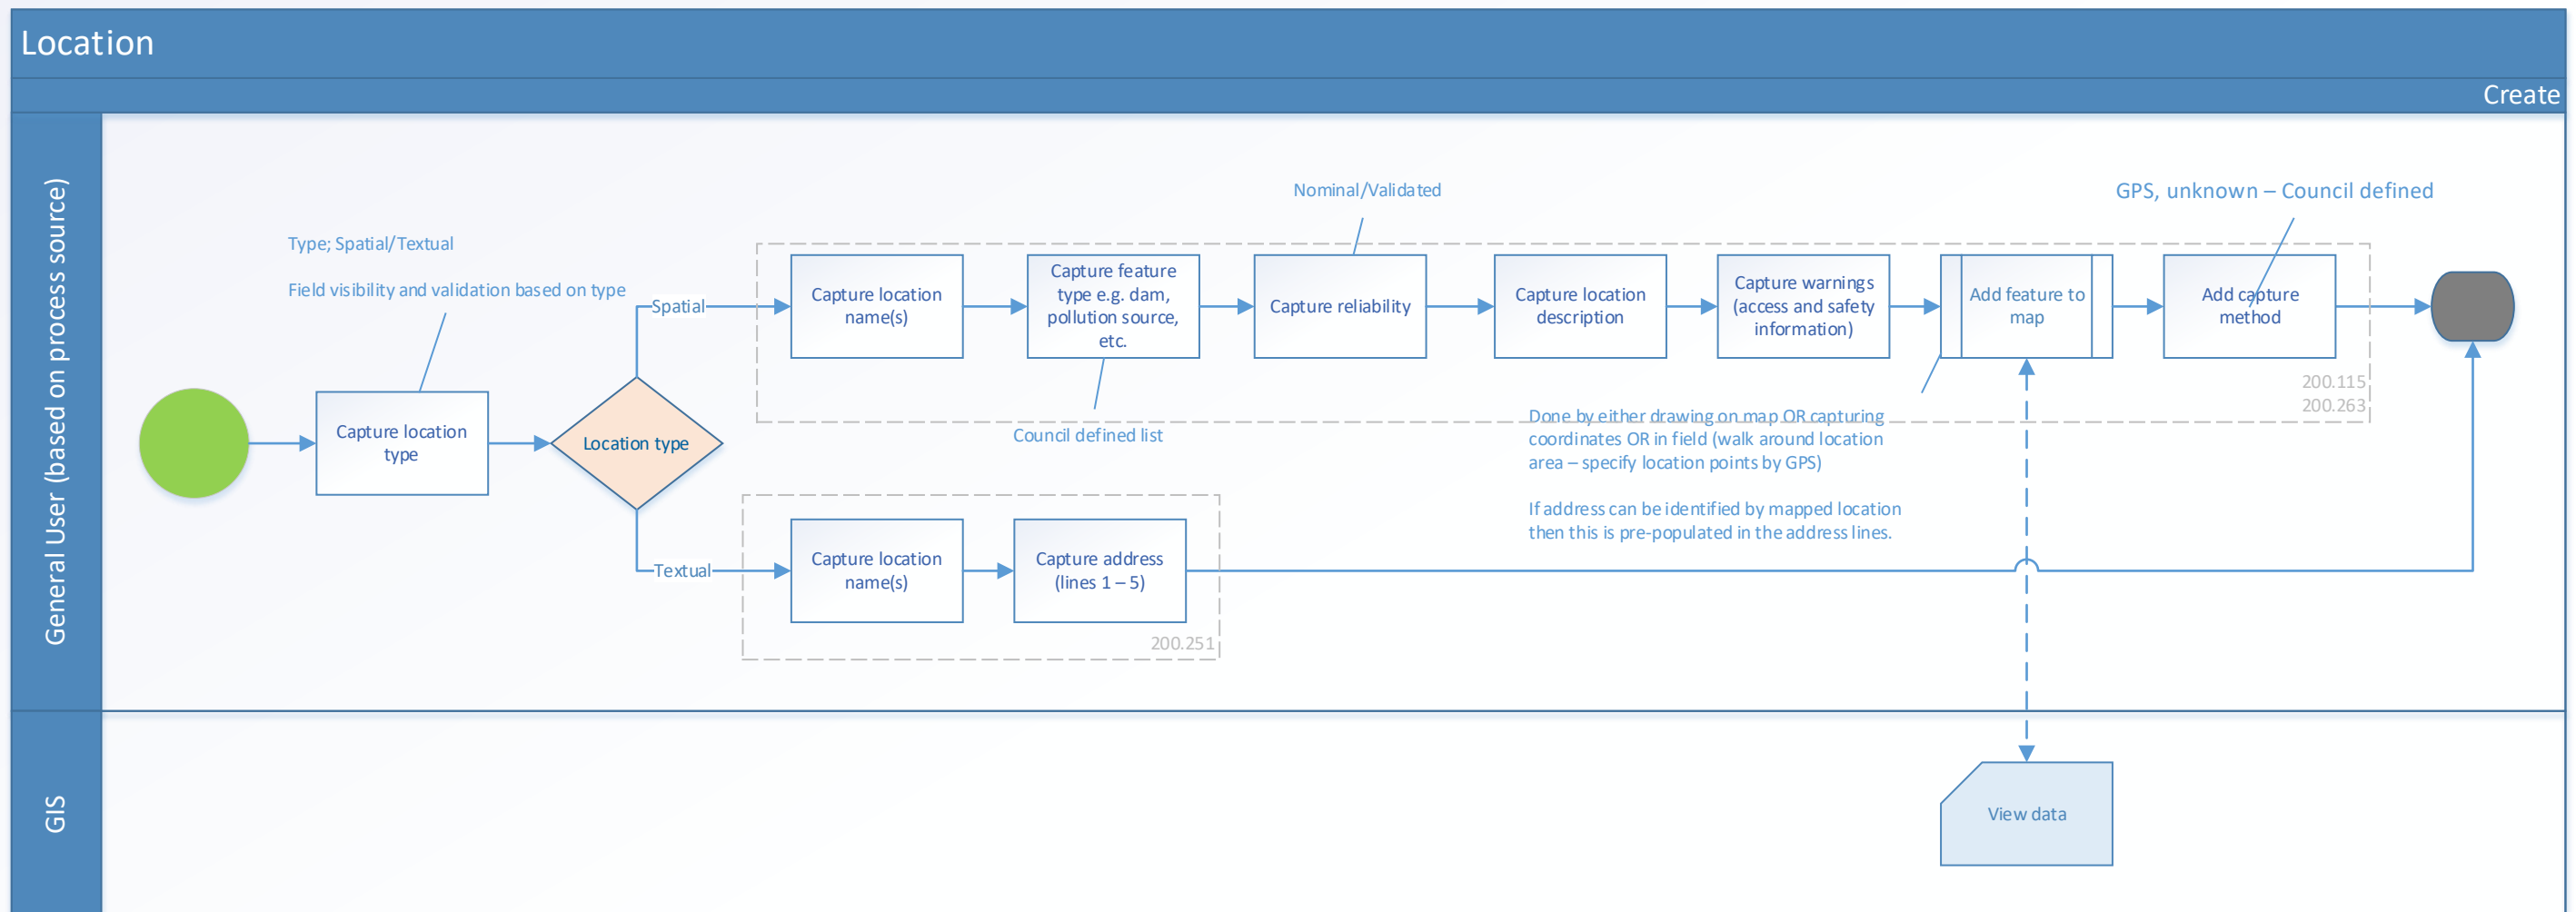 Location
Create
General User (based on process source)
Type; Spatial/Textual
Field visibility and validation based on type
Capture location
type
Location type
Spatial
Textual
Nominal/Validated
GPS, unknown – Council defined
Capture location
name(s)
Capture feature
type e.g. dam,
pollution source,
etc.
Capture reliability
Capture location
description
Capture warnings
(access and safety
information)
Add feature to
map
Add capture
method
200.115
200.263
Council defined list
Done by either drawing on map OR capturing
coordinates OR in field (walk around location
area – specify location points by GPS)
If address can be identified by mapped location
then this is pre-populated in the address lines.
Capture location
name(s)
Capture address
(lines 1 – 5)
200.251
GIS
View data